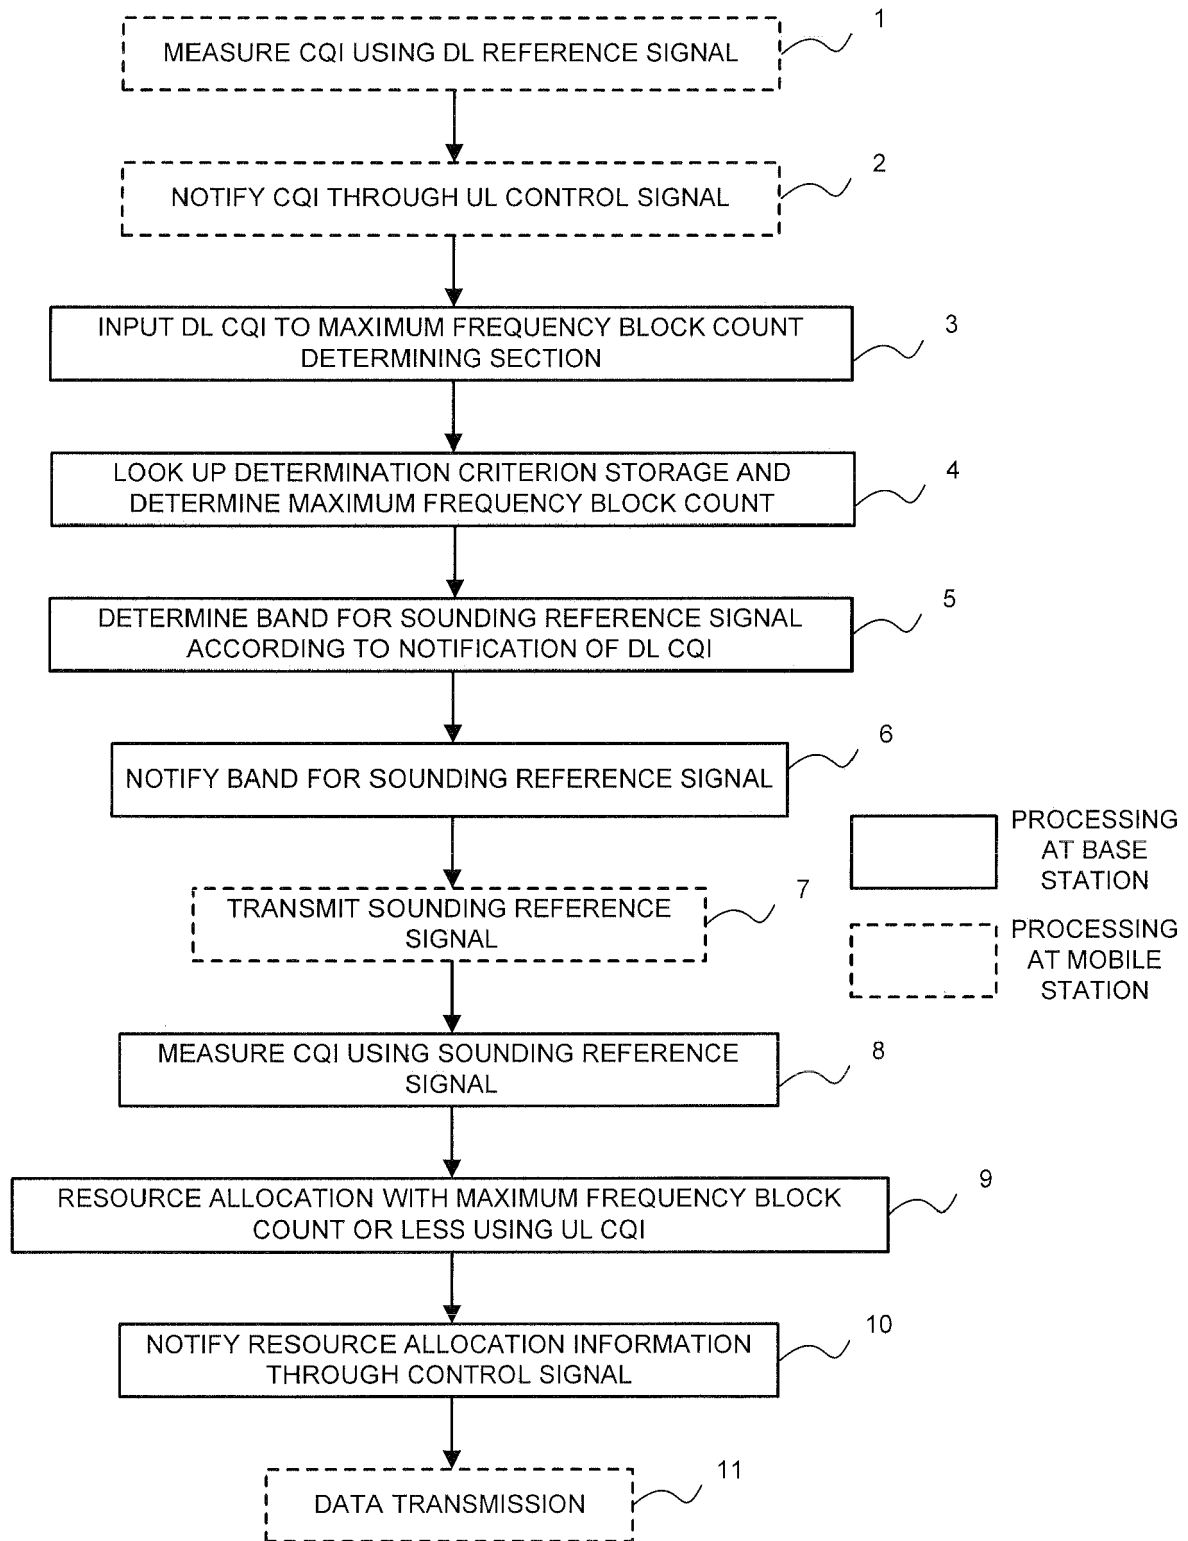 1
MEASURE CQI USING DL REFERENCE SIGNAL
2
NOTIFY CQI THROUGH UL CONTROL SIGNAL
3
INPUT DL CQI TO MAXIMUM FREQUENCY BLOCK COUNT
DETERMINING SECTION
4
LOOK UP DETERMINATION CRITERION STORAGE AND
DETERMINE MAXIMUM FREQUENCY BLOCK COUNT
5
DETERMINE BAND FOR SOUNDING REFERENCE SIGNAL
ACCORDING TO NOTIFICATION OF DL CQI
6
NOTIFY BAND FOR SOUNDING REFERENCE SIGNAL
PROCESSING
AT BASE
STATION
7
TRANSMIT SOUNDING REFERENCE
SIGNAL
PROCESSING
AT MOBILE
STATION
8
MEASURE CQI USING SOUNDING REFERENCE
SIGNAL
9
RESOURCE ALLOCATION WITH MAXIMUM FREQUENCY BLOCK
COUNT OR LESS USING UL CQI
10
NOTIFY RESOURCE ALLOCATION INFORMATION
THROUGH CONTROL SIGNAL
11
DATA TRANSMISSION